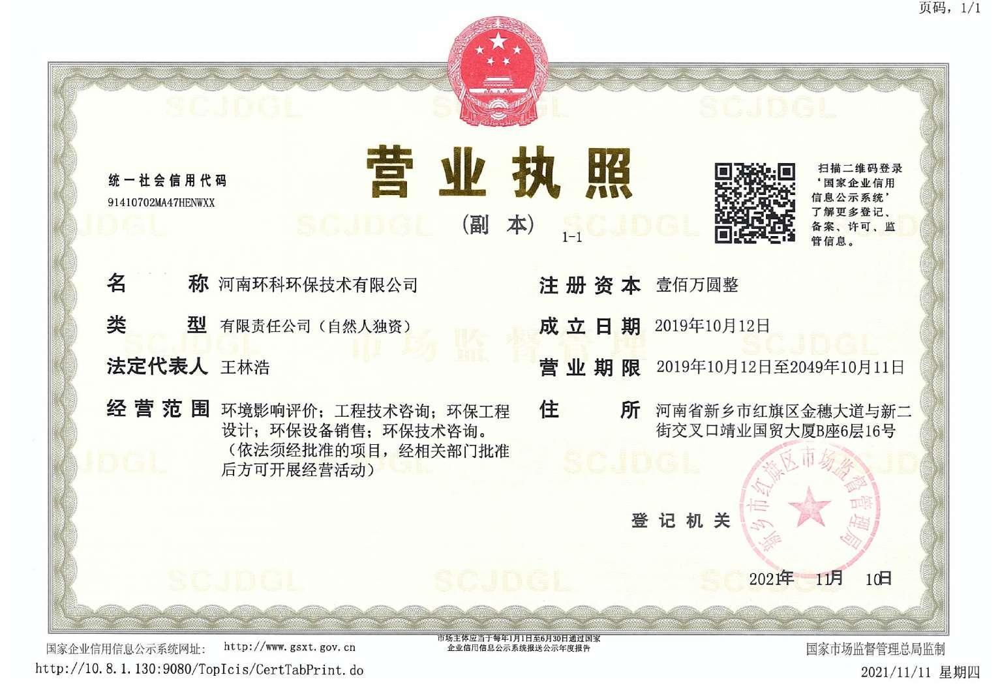 页码，1/1
营业执照
（副 本）
1-1
统一社会信用代码
91410702MA47HENWXX
扫描二维码登录
‘国家企业信用
信息公示系统’
了解更多登记、
备案、许可、监
管信息。
名 称 河南环科环保技术有限公司
类 型 有限责任公司（自然人独资）
法定代表人 王林浩
经营范围 环境影响评价；工程技术咨询；环保工程
设计；环保设备销售；环保技术咨询。
（依法须经批准的项目，经相关部门批准
后方可开展经营活动）
注册资本 壹佰万圆整
成立日期 2019年10月12日
营业期限 2019年10月12日至2049年10月11日
住 所 河南省新乡市红旗区金穗大道与新二
街交叉口靖业国贸大厦B座6层16号
登记机关
新乡市红旗区市场监督管理局
2021年 11月 10日
SCJDGL
市场监督管理
国家企业信用信息公示系统网址： http://www.gsxt.gov.cn
市场主体应当于每年1月1日至6月30日通过国家
企业信用信息公示系统报送公示年度报告
国家市场监督管理总局监制
http://10.8.1.130:9080/TopIcis/CertTabPrint.do
2021/11/11 星期四